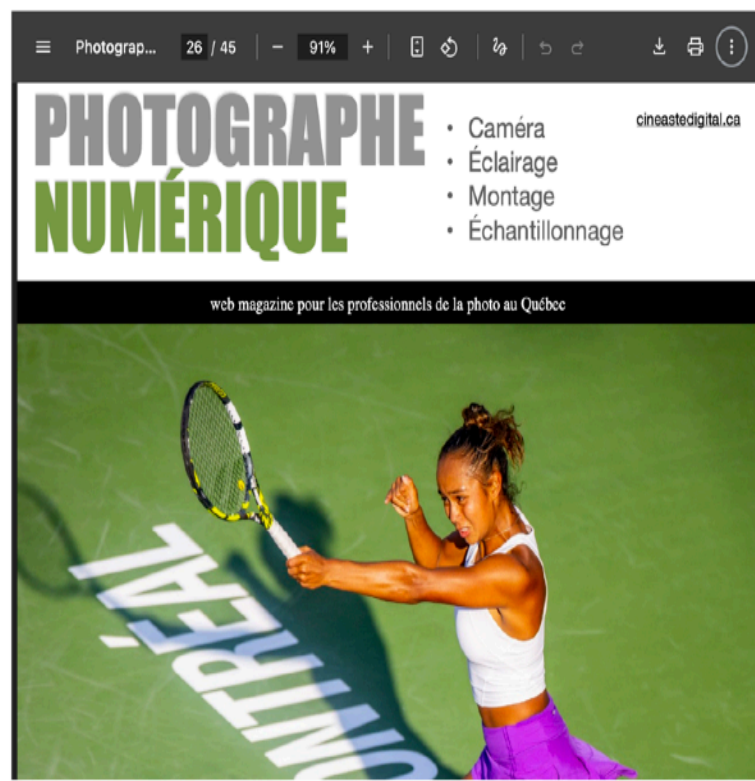 Photograp... 26 / 45 91%
PHOTOGRAPHE
NUMÉRIQUE
• Caméra
• Éclairage
• Montage
• Échantillonnage
cineastedigital.ca
web magazine pour les professionnels de la photo au Québec
ONTRÉAL